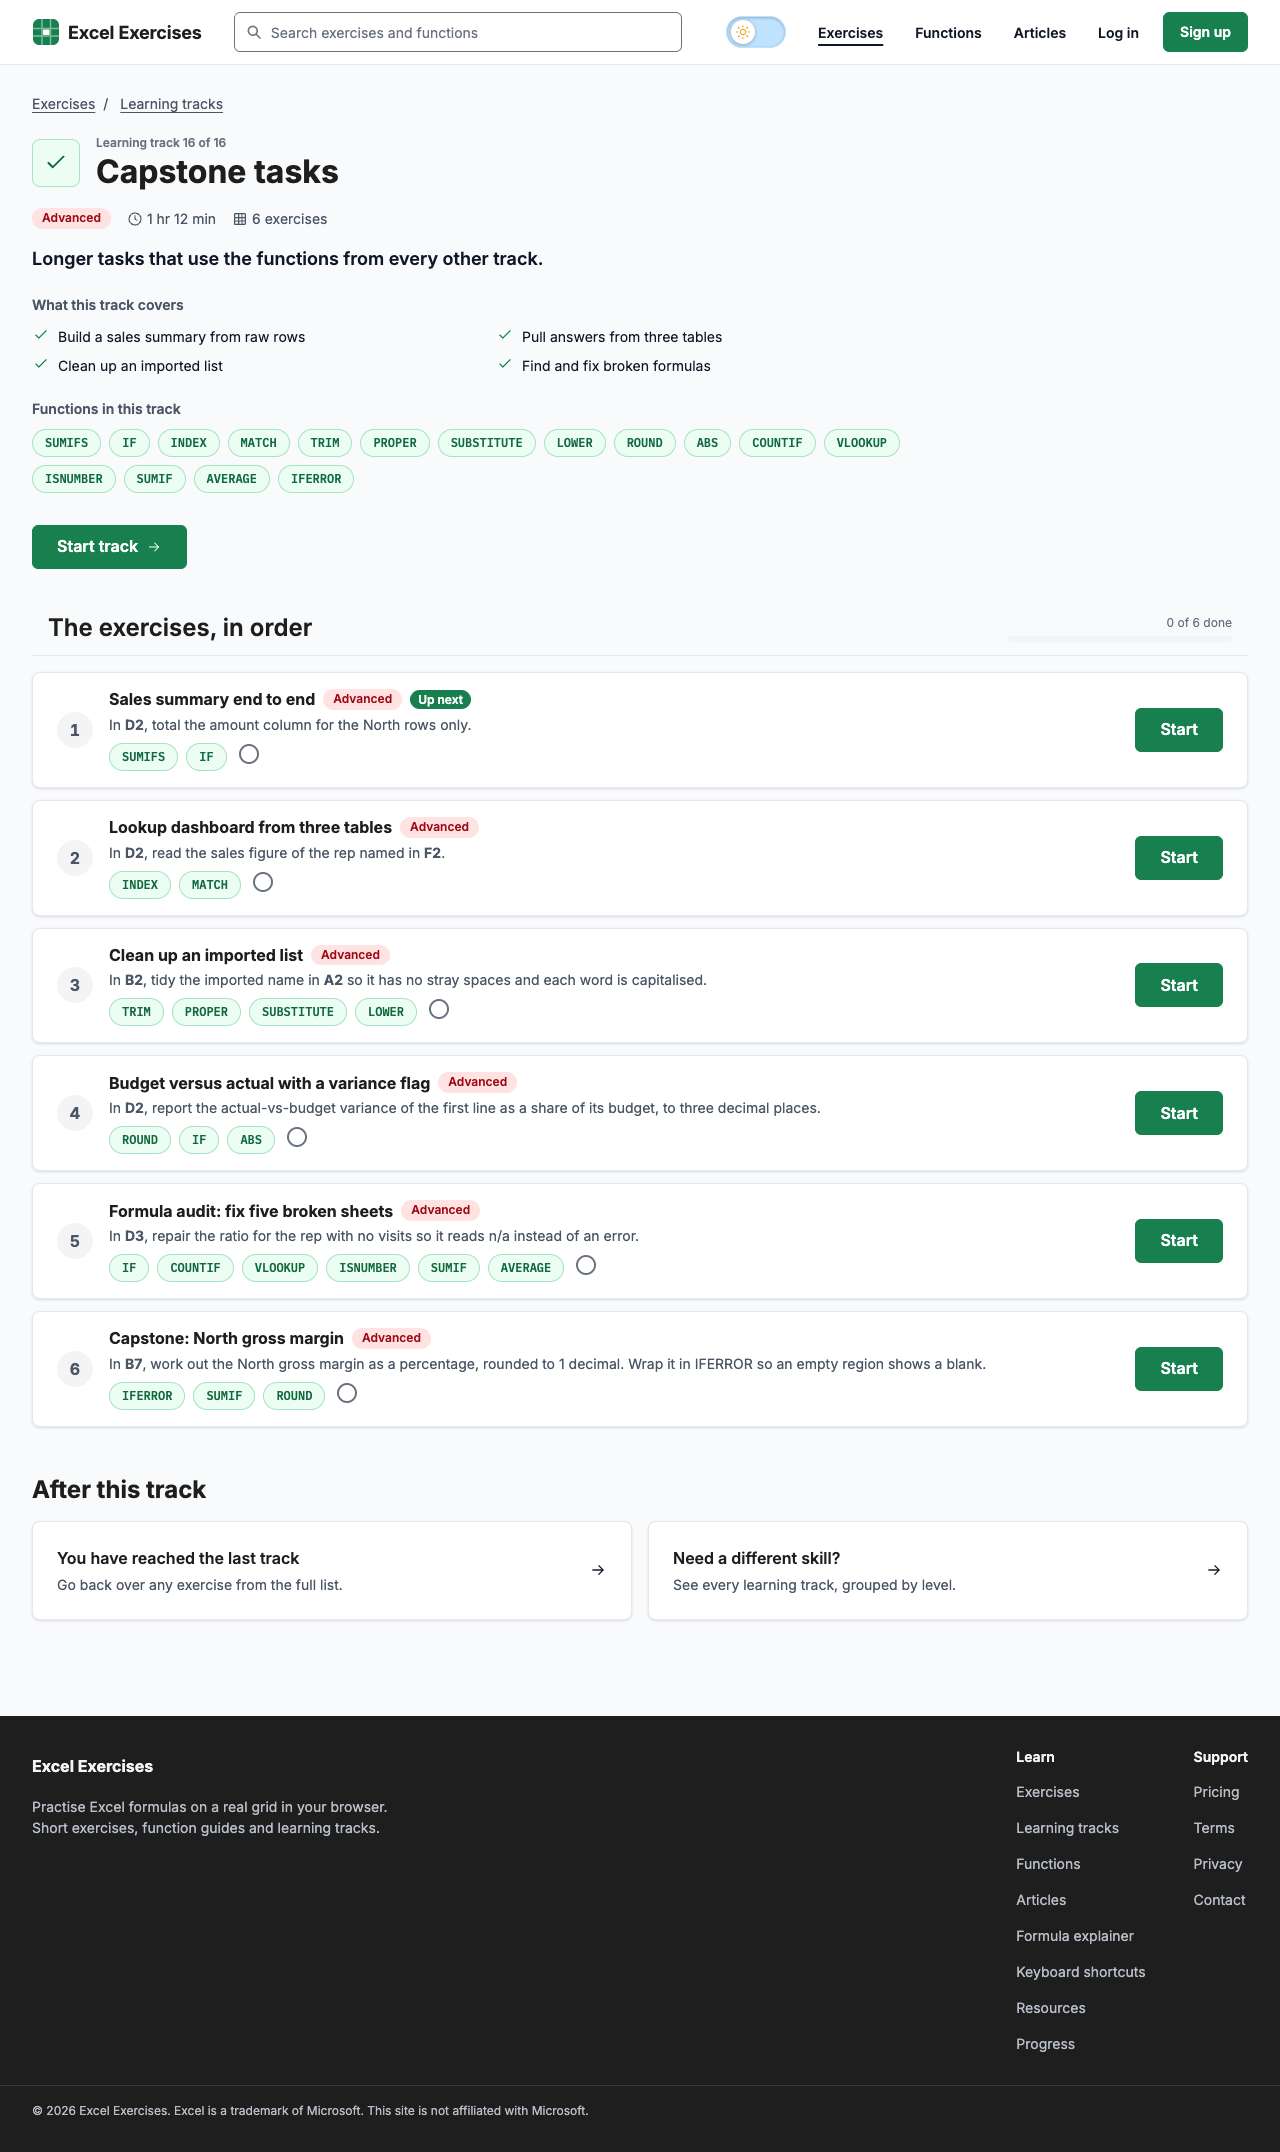 Excel Exercises
Search exercises and functions
Exercises
Functions
Articles
Log in
Sign up
Exercises / Learning tracks
Learning track 16 of 16
Capstone tasks
Advanced
1 hr 12 min
6 exercises
Longer tasks that use the functions from every other track.
What this track covers
Build a sales summary from raw rows
Pull answers from three tables
Clean up an imported list
Find and fix broken formulas
Functions in this track
SUMIFS IF INDEX MATCH TRIM PROPER SUBSTITUTE LOWER ROUND ABS COUNTIF VLOOKUP
ISNUMBER SUMIF AVERAGE IFERROR
Start track
The exercises, in order
0 of 6 done
1
Sales summary end to end Advanced Up next
In D2, total the amount column for the North rows only.
SUMIFS IF
Start
2
Lookup dashboard from three tables Advanced
In D2, read the sales figure of the rep named in F2.
INDEX MATCH
Start
3
Clean up an imported list Advanced
In B2, tidy the imported name in A2 so it has no stray spaces and each word is capitalised.
TRIM PROPER SUBSTITUTE LOWER
Start
4
Budget versus actual with a variance flag Advanced
In D2, report the actual-vs-budget variance of the first line as a share of its budget, to three decimal places.
ROUND IF ABS
Start
5
Formula audit: fix five broken sheets Advanced
In D3, repair the ratio for the rep with no visits so it reads n/a instead of an error.
IF COUNTIF VLOOKUP ISNUMBER SUMIF AVERAGE
Start
6
Capstone: North gross margin Advanced
In B7, work out the North gross margin as a percentage, rounded to 1 decimal. Wrap it in IFERROR so an empty region shows a blank.
IFERROR SUMIF ROUND
Start
After this track
You have reached the last track
Go back over any exercise from the full list.
Need a different skill?
See every learning track, grouped by level.
Excel Exercises
Practise Excel formulas on a real grid in your browser.
Short exercises, function guides and learning tracks.
Learn
Exercises
Learning tracks
Functions
Articles
Formula explainer
Keyboard shortcuts
Resources
Progress
Support
Pricing
Terms
Privacy
Contact
© 2026 Excel Exercises. Excel is a trademark of Microsoft. This site is not affiliated with Microsoft.